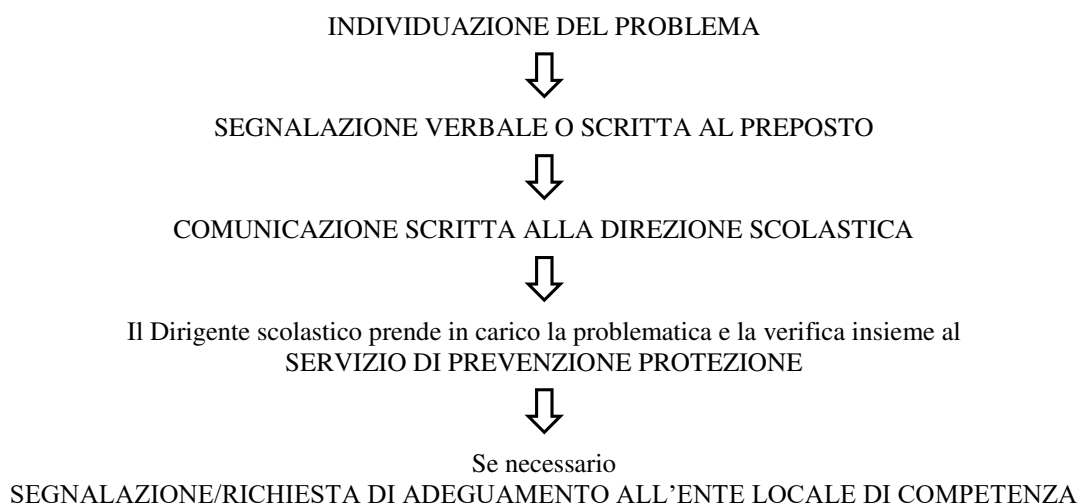 INDIVIDUAZIONE DEL PROBLEMA
SEGNALAZIONE VERBALE O SCRITTA AL PREPOSTO
COMUNICAZIONE SCRITTA ALLA DIREZIONE SCOLASTICA
Il Dirigente scolastico prende in carico la problematica e la verifica insieme al
SERVIZIO DI PREVENZIONE PROTEZIONE
Se necessario
SEGNALAZIONE/RICHIESTA DI ADEGUAMENTO ALL'ENTE LOCALE DI COMPETENZA